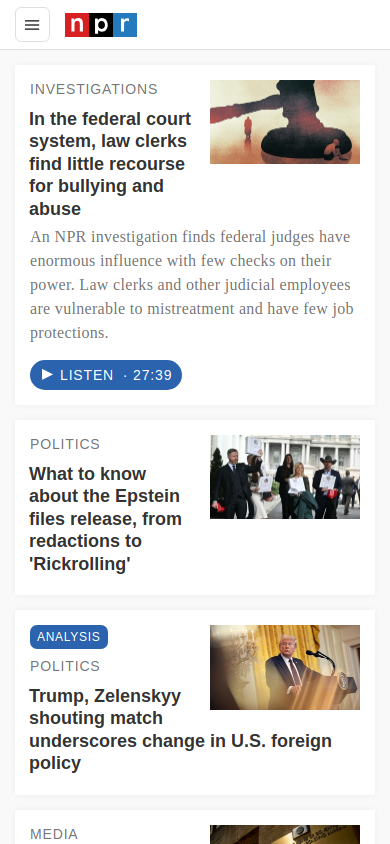 npr
INVESTIGATIONS
In the federal court
system, law clerks
find little recourse
for bullying and
abuse
An NPR investigation finds federal judges have
enormous influence with few checks on their
power. Law clerks and other judicial employees
are vulnerable to mistreatment and have few job
protections.
LISTEN · 27:39
POLITICS
What to know
about the Epstein
files release, from
redactions to
'Rickrolling'
ANALYSIS
POLITICS
Trump, Zelenskyy
shouting match
underscores change in U.S. foreign
policy
MEDIA